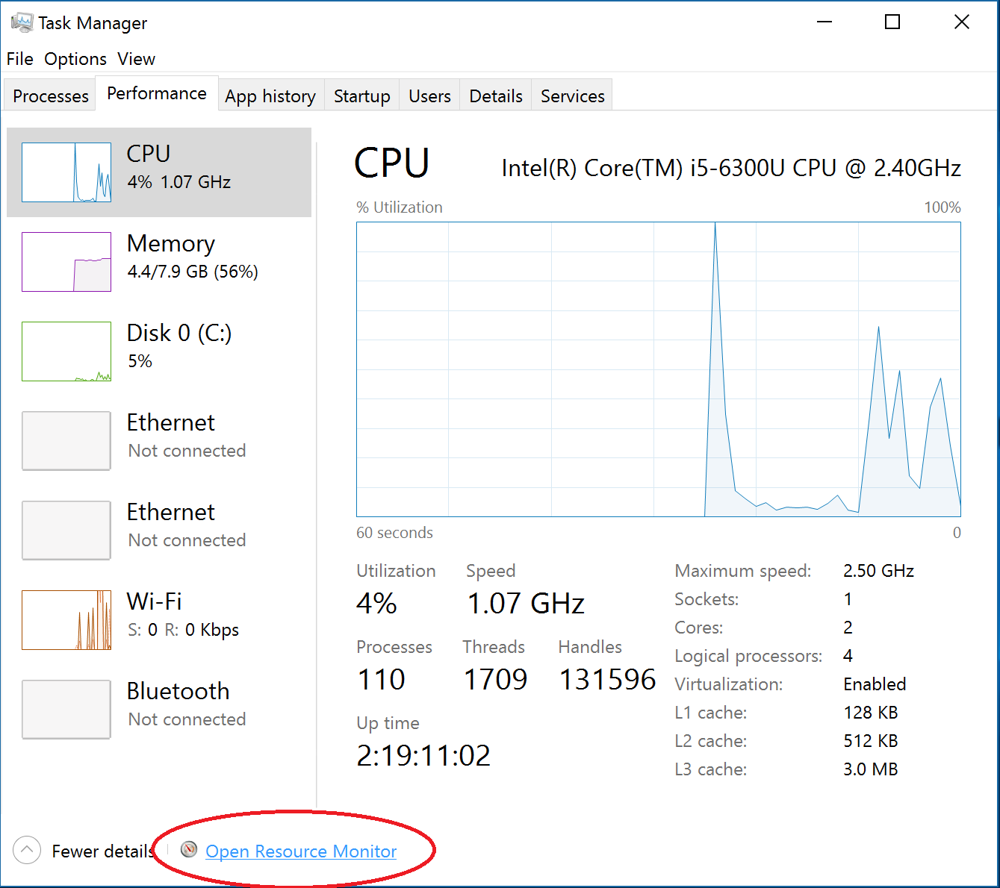 Task Manager
File Options View
Processes Performance App history Startup Users Details Services
CPU
4% 1.07 GHz
Memory
4.4/7.9 GB (56%)
Disk 0 (C:)
5%
Ethernet
Not connected
Ethernet
Not connected
Wi-Fi
S: 0 R: 0 Kbps
Bluetooth
Not connected
CPU Intel(R) Core(TM) i5-6300U CPU @ 2.40GHz
% Utilization 100%
60 seconds 0
Utilization Speed
4% 1.07 GHz
Processes Threads Handles
110 1709 131596
Up time
2:19:11:02
Maximum speed: 2.50 GHz
Sockets: 1
Cores: 2
Logical processors: 4
Virtualization: Enabled
L1 cache: 128 KB
L2 cache: 512 KB
L3 cache: 3.0 MB
Fewer details Open Resource Monitor